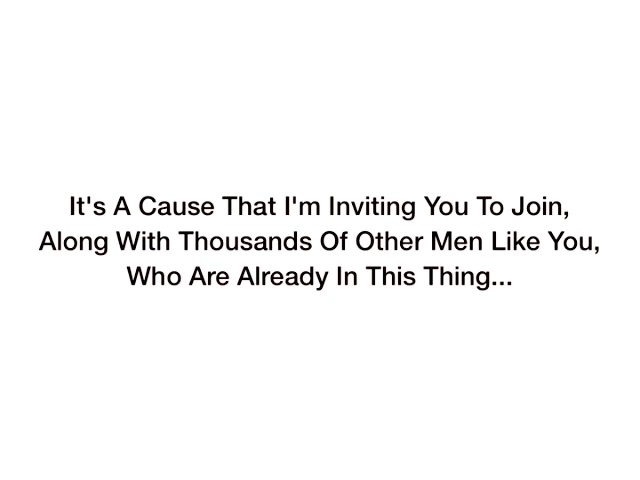 It's A Cause That I'm Inviting You To Join,
Along With Thousands Of Other Men Like You,
Who Are Already In This Thing...